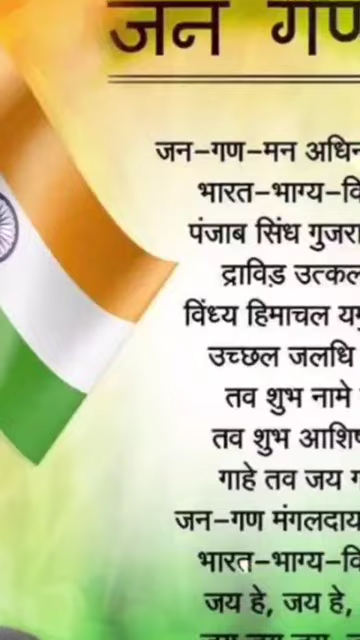 जन गण
जन-गण-मन अधिन
भारत-भाग्य-वि
पंजाब सिंध गुजरा
द्राविड़ उत्कल
विंध्य हिमाचल यमु
उच्छल जलधि
तव शुभ नामे
तव शुभ आशिष
गाहे तव जय ग
जन-गण मंगलदाय
भारत-भाग्य-वि
जय हे, जय हे,